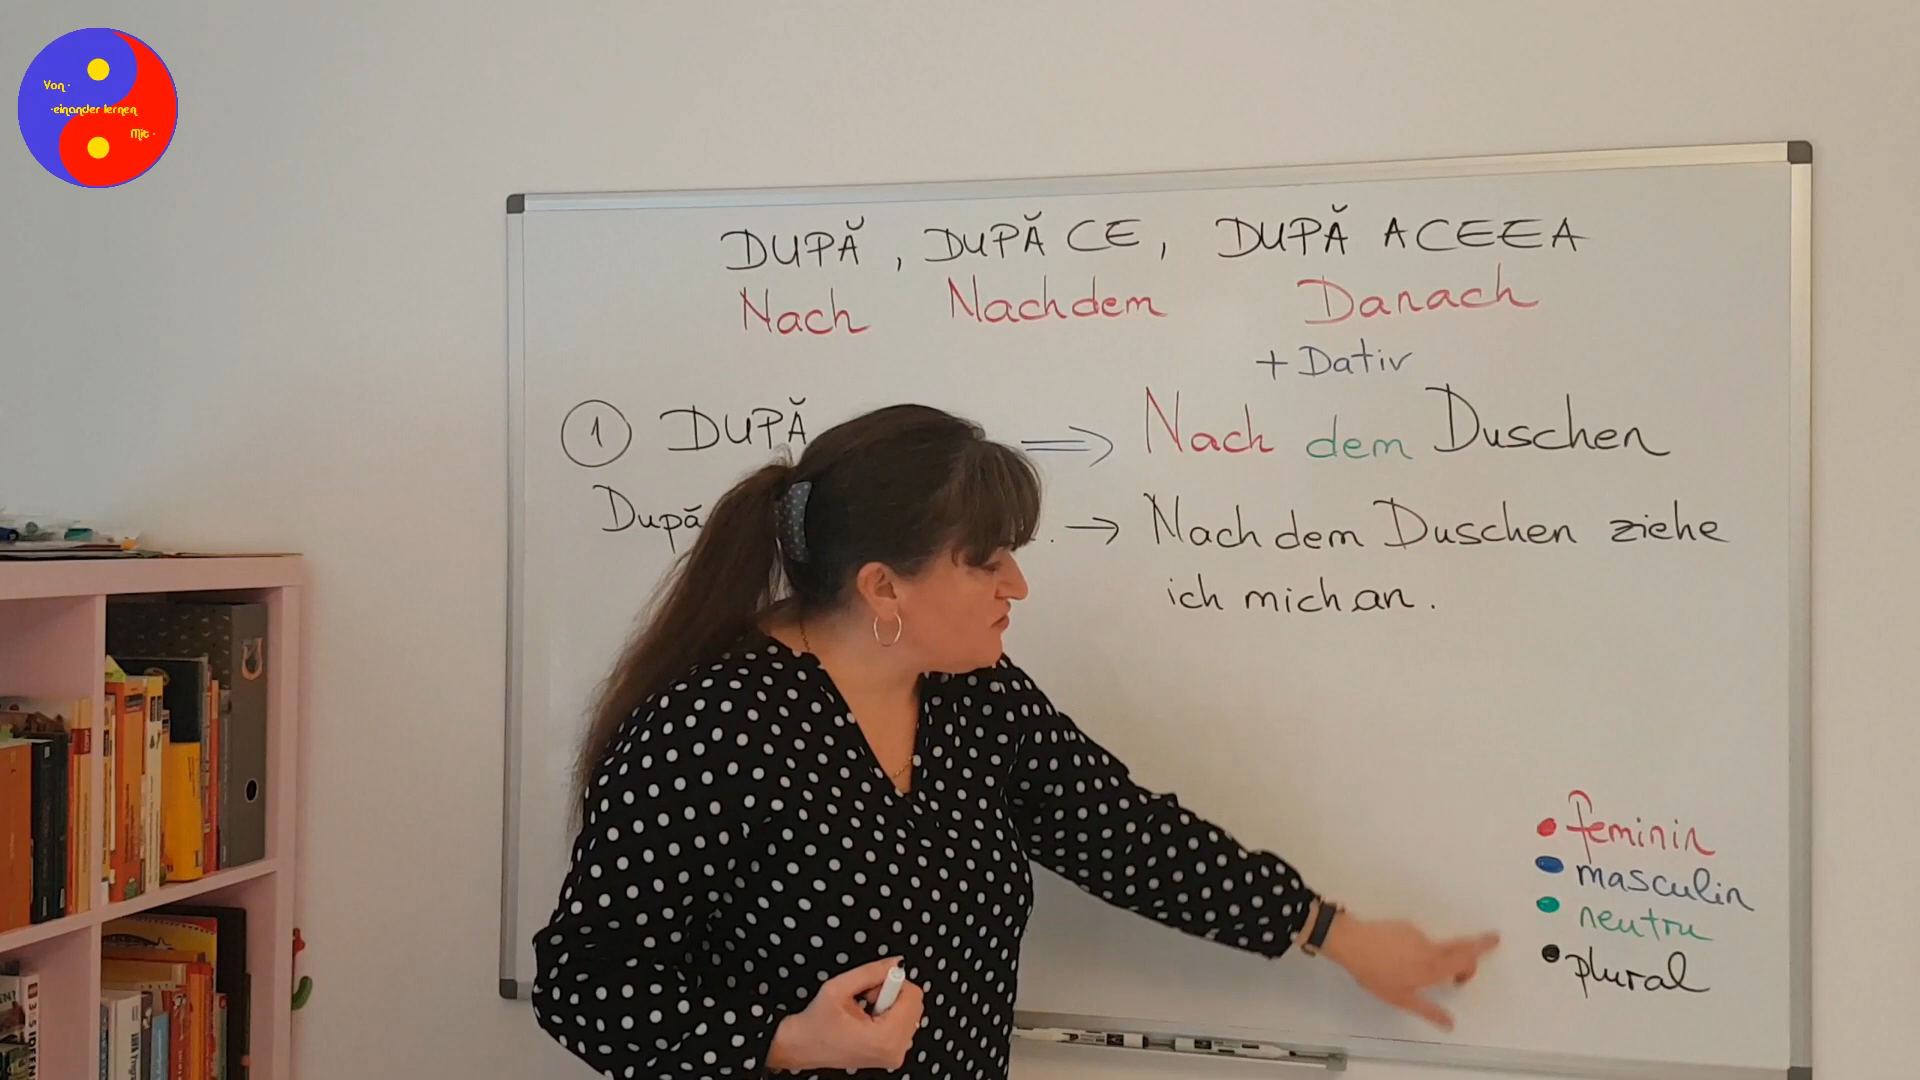 Von-
-einander lernen
Mit-
DUPĂ, DUPĂ CE, DUPĂ ACEEA
Nach Nachdem Danach
+ Dativ
1 DUPĂ ⇒ Nach dem Duschen
După . → Nach dem Duschen ziehe
ich mich an.
• feminin
• masculin
• neutru
• plural